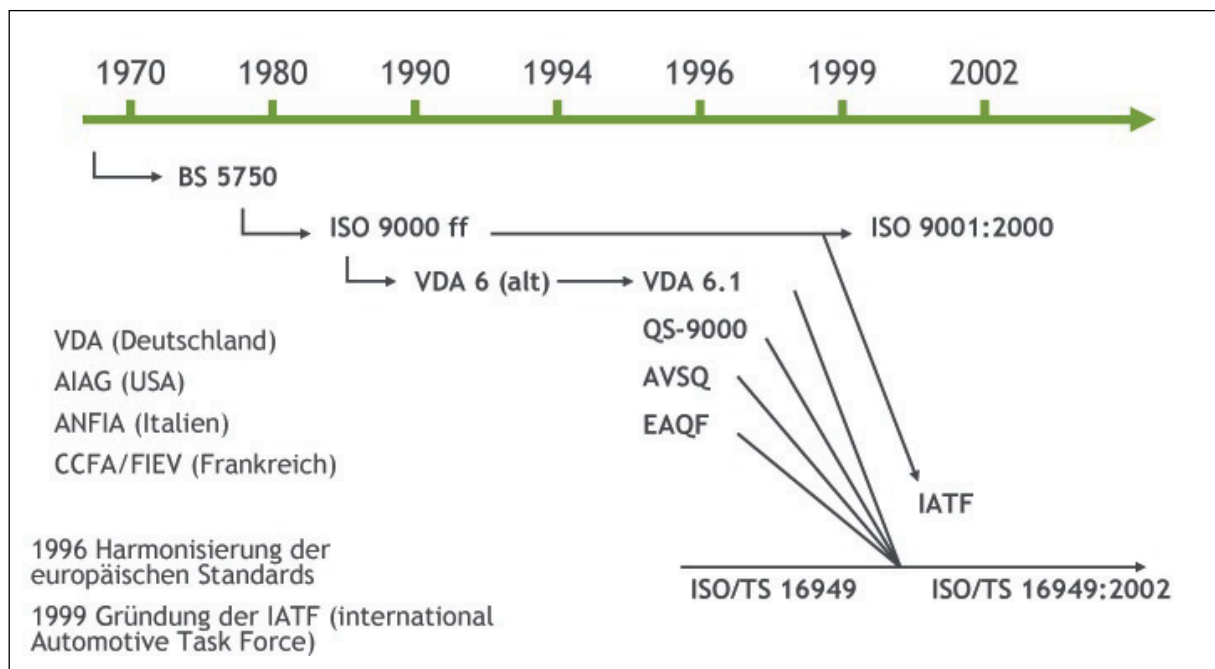 1970 1980 1990 1994 1996 1999 2002
BS 5750
ISO 9000 ff ISO 9001:2000
VDA 6 (alt) VDA 6.1
VDA (Deutschland) QS-9000
AIAG (USA) AVSQ
ANFIA (Italien) EAQF
CCFA/FIEV (Frankreich)
IATF
1996 Harmonisierung der
europäischen Standards
ISO/TS 16949 ISO/TS 16949:2002
1999 Gründung der IATF (international
Automotive Task Force)